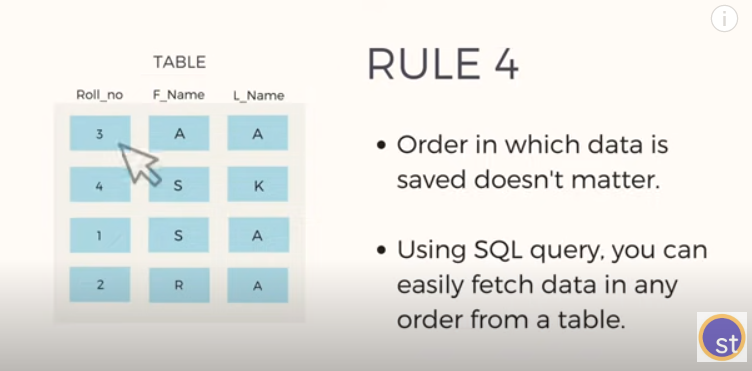 TABLE
Roll_no F_Name L_Name
3 A A
4 S K
1 S A
2 R A
RULE 4
• Order in which data is
saved doesn't matter.
• Using SQL query, you can
easily fetch data in any
order from a table.
i
st